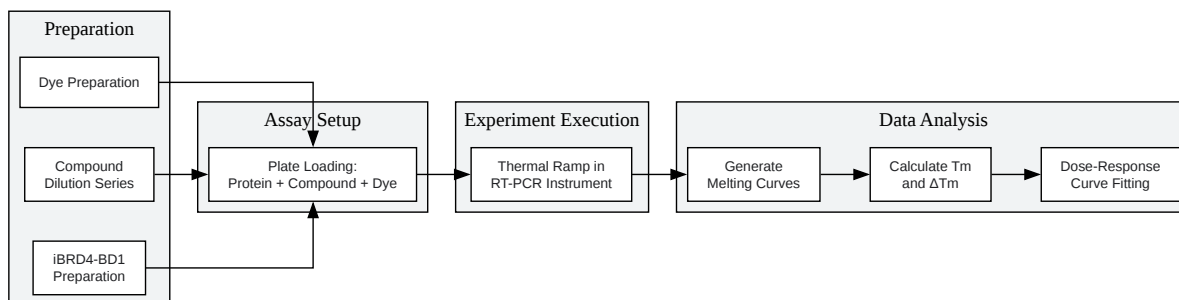 Preparation
Dye Preparation
Compound
Dilution Series
iBRD4-BD1
Preparation
Assay Setup
Plate Loading:
Protein + Compound + Dye
Experiment Execution
Thermal Ramp in
RT-PCR Instrument
Data Analysis
Generate
Melting Curves
Calculate Tm
and ΔTm
Dose-Response
Curve Fitting